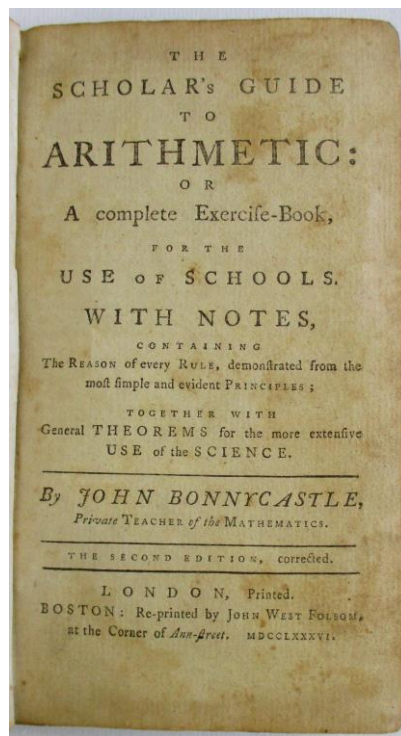 THE
SCHOLAR's GUIDE
TO
ARITHMETIC:
OR
A complete Exerciſe-Book,
FOR THE
USE OF SCHOOLS.
WITH NOTES,
CONTAINING
The REASON of every RULE, demonſtrated from the
moſt ſimple and evident PRINCIPLES;
TOGETHER WITH
General THEOREMS for the more extenſive
USE of the SCIENCE.
By JOHN BONNYCASTLE,
Private TEACHER of the MATHEMATICS.
THE SECOND EDITION, corrected.
LONDON, Printed.
BOSTON: Re-printed by JOHN WEST FOLSOM,
at the Corner of Ann-ſtreet. MDCCLXXXVI.